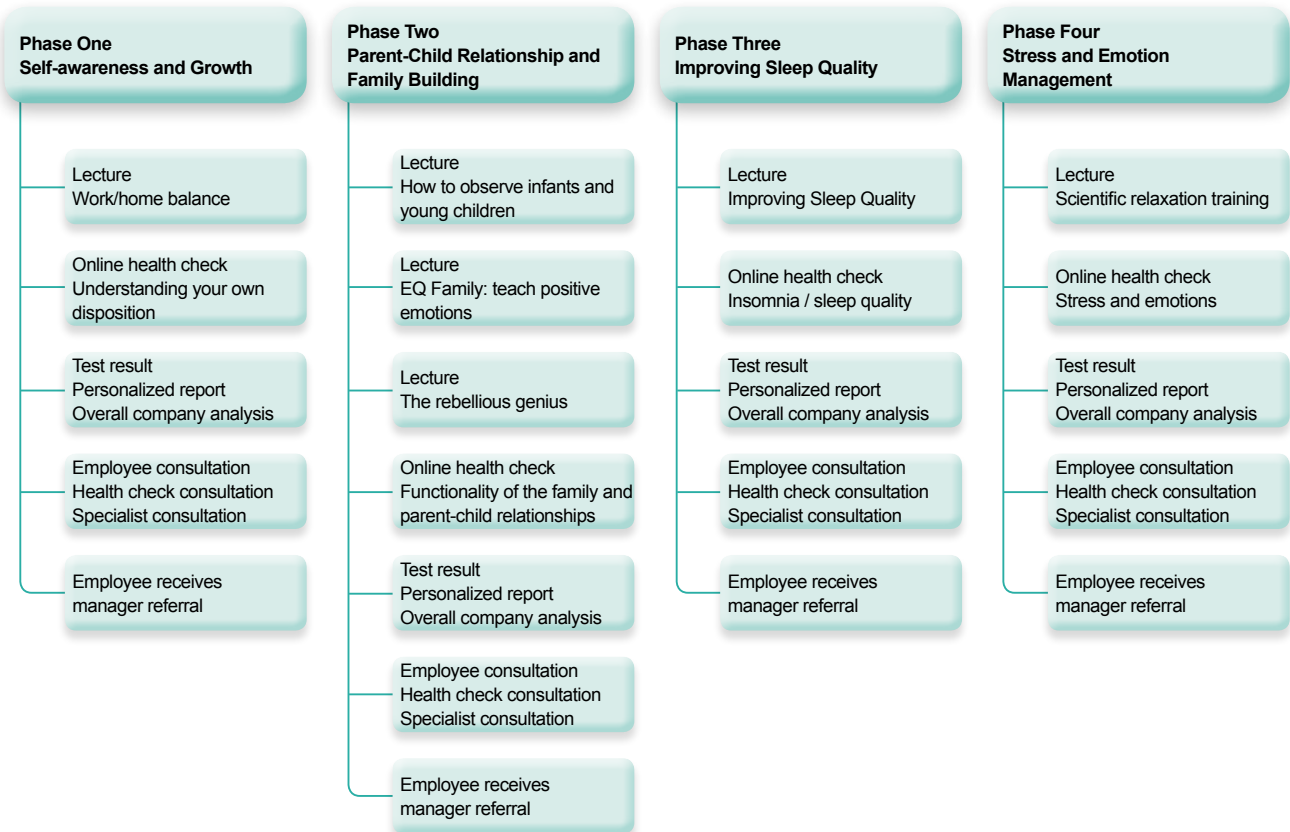 Phase One
Self-awareness and Growth
Lecture
Work/home balance
Online health check
Understanding your own
disposition
Test result
Personalized report
Overall company analysis
Employee consultation
Health check consultation
Specialist consultation
Employee receives
manager referral
Phase Two
Parent-Child Relationship and
Family Building
Lecture
How to observe infants and
young children
Lecture
EQ Family: teach positive
emotions
Lecture
The rebellious genius
Online health check
Functionality of the family and
parent-child relationships
Test result
Personalized report
Overall company analysis
Employee consultation
Health check consultation
Specialist consultation
Employee receives
manager referral
Phase Three
Improving Sleep Quality
Lecture
Improving Sleep Quality
Online health check
Insomnia / sleep quality
Test result
Personalized report
Overall company analysis
Employee consultation
Health check consultation
Specialist consultation
Employee receives
manager referral
Phase Four
Stress and Emotion
Management
Lecture
Scientific relaxation training
Online health check
Stress and emotions
Test result
Personalized report
Overall company analysis
Employee consultation
Health check consultation
Specialist consultation
Employee receives
manager referral